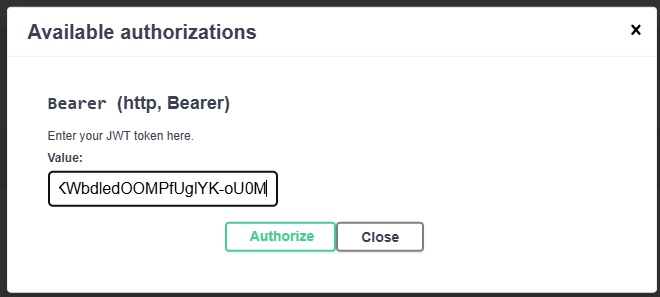 Available authorizations
×
Bearer (http, Bearer)
Enter your JWT token here.
Value:
WbdledOOMPfUglYK-oU0M
Authorize
Close